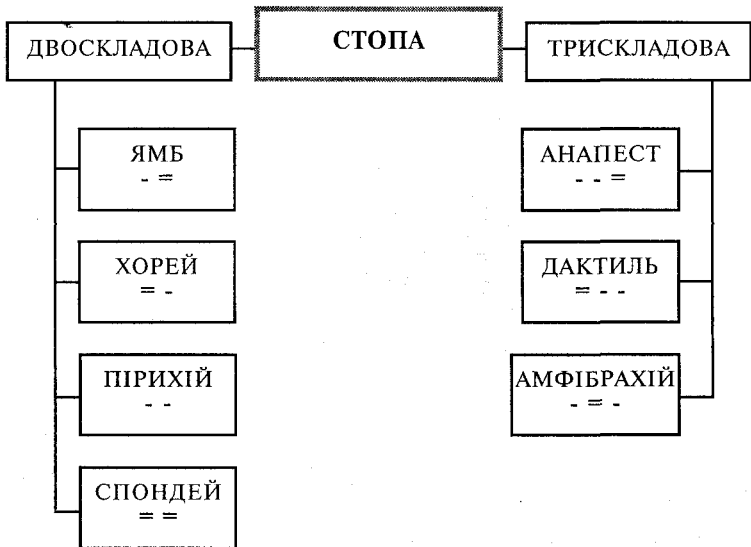 ДВОСКЛАДОВА
СТОПА
ТРИСКЛАДОВА
ЯМБ
- =
ХОРЕЙ
= -
ПІРИХІЙ
- -
СПОНДЕЙ
= =
АНАПЕСТ
- - =
ДАКТИЛЬ
= - -
АМФІБРАХІЙ
- = -